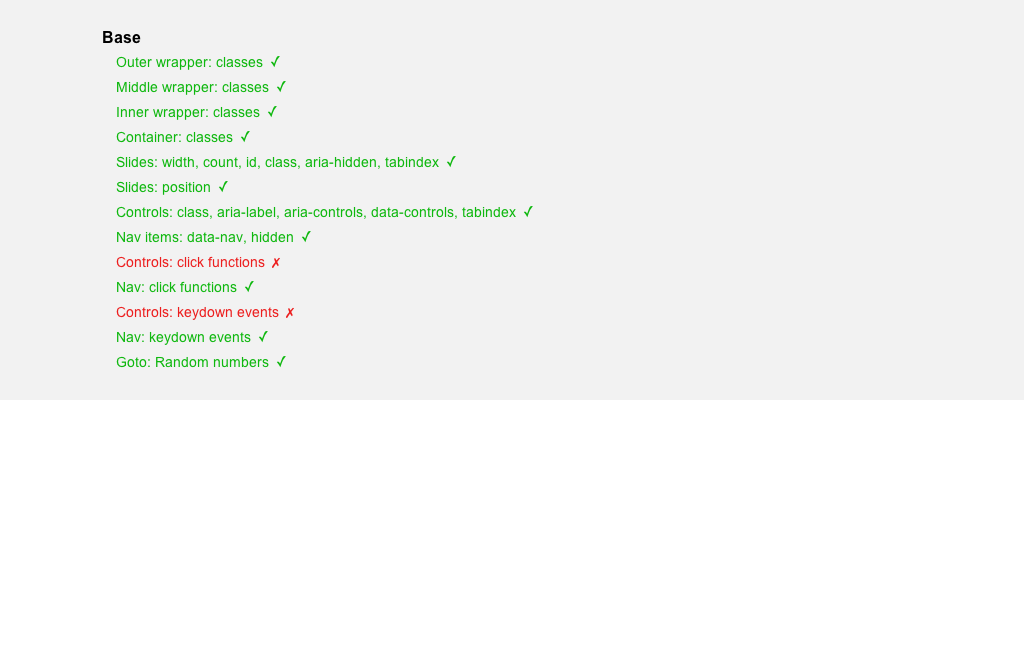 Base
Outer wrapper: classes ✓
Middle wrapper: classes ✓
Inner wrapper: classes ✓
Container: classes ✓
Slides: width, count, id, class, aria-hidden, tabindex ✓
Slides: position ✓
Controls: class, aria-label, aria-controls, data-controls, tabindex ✓
Nav items: data-nav, hidden ✓
Controls: click functions ✗
Nav: click functions ✓
Controls: keydown events ✗
Nav: keydown events ✓
Goto: Random numbers ✓